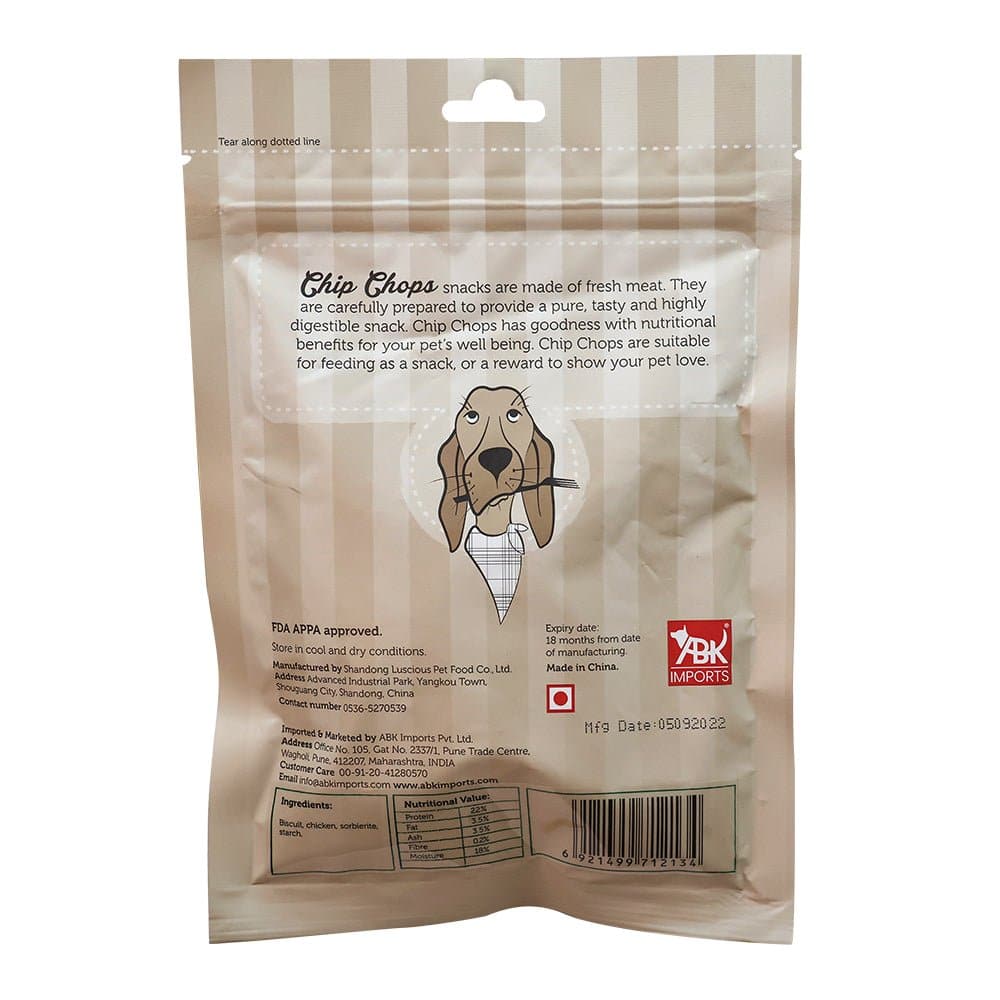 Tear along dotted line
Chip Chops snacks are made of fresh meat. They
are carefully prepared to provide a pure, tasty and highly
digestible snack. Chip Chops has goodness with nutritional
benefits for your pet's well being. Chip Chops are suitable
for feeding as a snack, or a reward to show your pet love.
FDA APPA approved.
Store in cool and dry conditions.
Manufactured by Shandong Luscious Pet Food Co., Ltd.
Address Advanced Industrial Park, Yangkou Town,
Shouguang City, Shandong, China
Contact number 0536-5270539
Imported & Marketed by ABK Imports Pvt. Ltd.
Address Office No. 105, Gat No. 2337/1, Pune Trade Centre,
Wagholi, Pune, 412207, Maharashtra, INDIA
Customer Care 00-91-20-41280570
Email info@abkimports.com www.abkimports.com
Expiry date:
18 months from date
of manufacturing.
Made in China.
ABK®
IMPORTS
Mfg Date:05092022
Ingredients:
Biscuit, chicken, sorbierite,
starch.
Nutritional Value:
Protein 22%
Fat 3.5%
Ash 3.5%
Fibre 0.2%
Moisture 18%
6 921499 712134